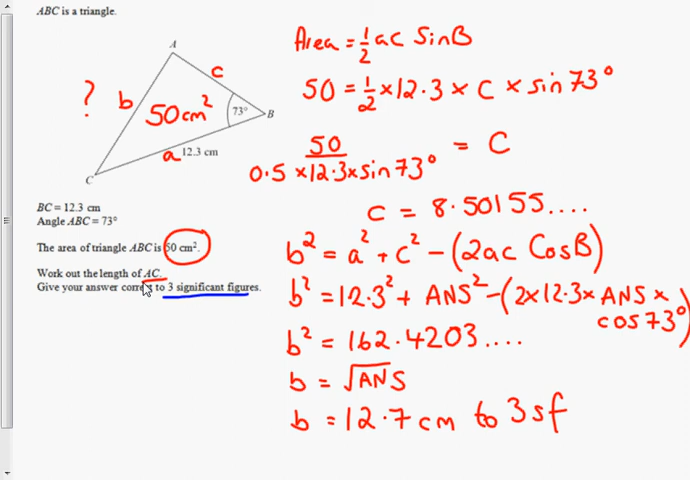 ABC is a triangle.
A
c
?
b
50cm²
73°
B
a
12.3 cm
C
BC = 12.3 cm
Angle ABC = 73°
The area of triangle ABC is 50 cm².
Work out the length of AC.
Give your answer correct to 3 significant figures.
Area = 1/2 ac SinB
50 = 1/2 × 12.3 × C × sin 73°
50 / 0.5 × 12.3 × sin 73° = C
c = 8.50155....
b² = a² + c² - (2ac CosB)
b² = 12.3² + ANS² - (2×12.3× ANS ×
cos73°)
b² = 162.4203....
b = √ANS
b = 12.7 cm to 3sf